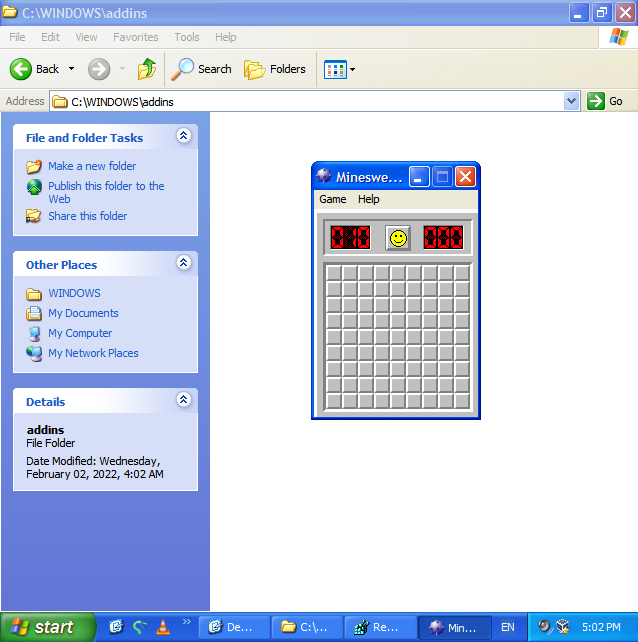 C:\WINDOWS\addins
File Edit View Favorites Tools Help
Back Search Folders
Address C:\WINDOWS\addins Go
File and Folder Tasks
Make a new folder
Publish this folder to the
Web
Share this folder
Other Places
WINDOWS
My Documents
My Computer
My Network Places
Details
addins
File Folder
Date Modified: Wednesday,
February 02, 2022, 4:02 AM
Mineswe...
Game Help
010 000
start De... C:\... Re... Min... EN 5:02 PM